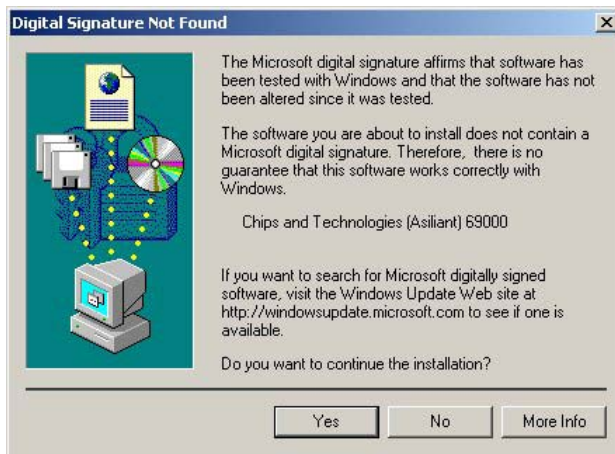 Digital Signature Not Found
The Microsoft digital signature affirms that software has
been tested with Windows and that the software has not
been altered since it was tested.
The software you are about to install does not contain a
Microsoft digital signature. Therefore, there is no
guarantee that this software works correctly with
Windows.
Chips and Technologies (Asiliant) 69000
If you want to search for Microsoft digitally signed
software, visit the Windows Update Web site at
http://windowsupdate.microsoft.com to see if one is
available.
Do you want to continue the installation?
Yes
No
More Info